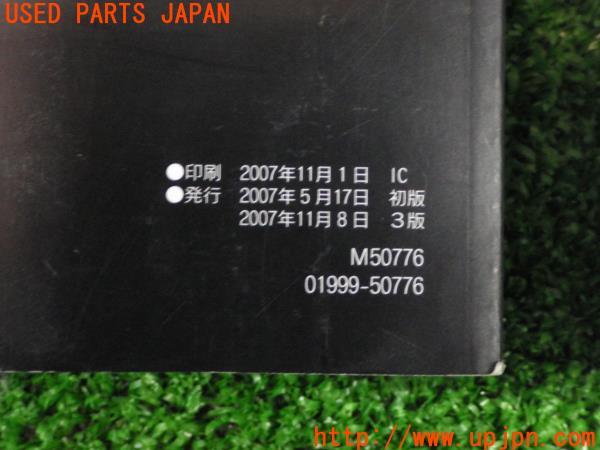 USED PARTS JAPAN
●印刷 2007年11月1日 IC
●発行 2007年5月17日 初版
2007年11月8日 3版
M50776
01999-50776
http://www.upjpn.com